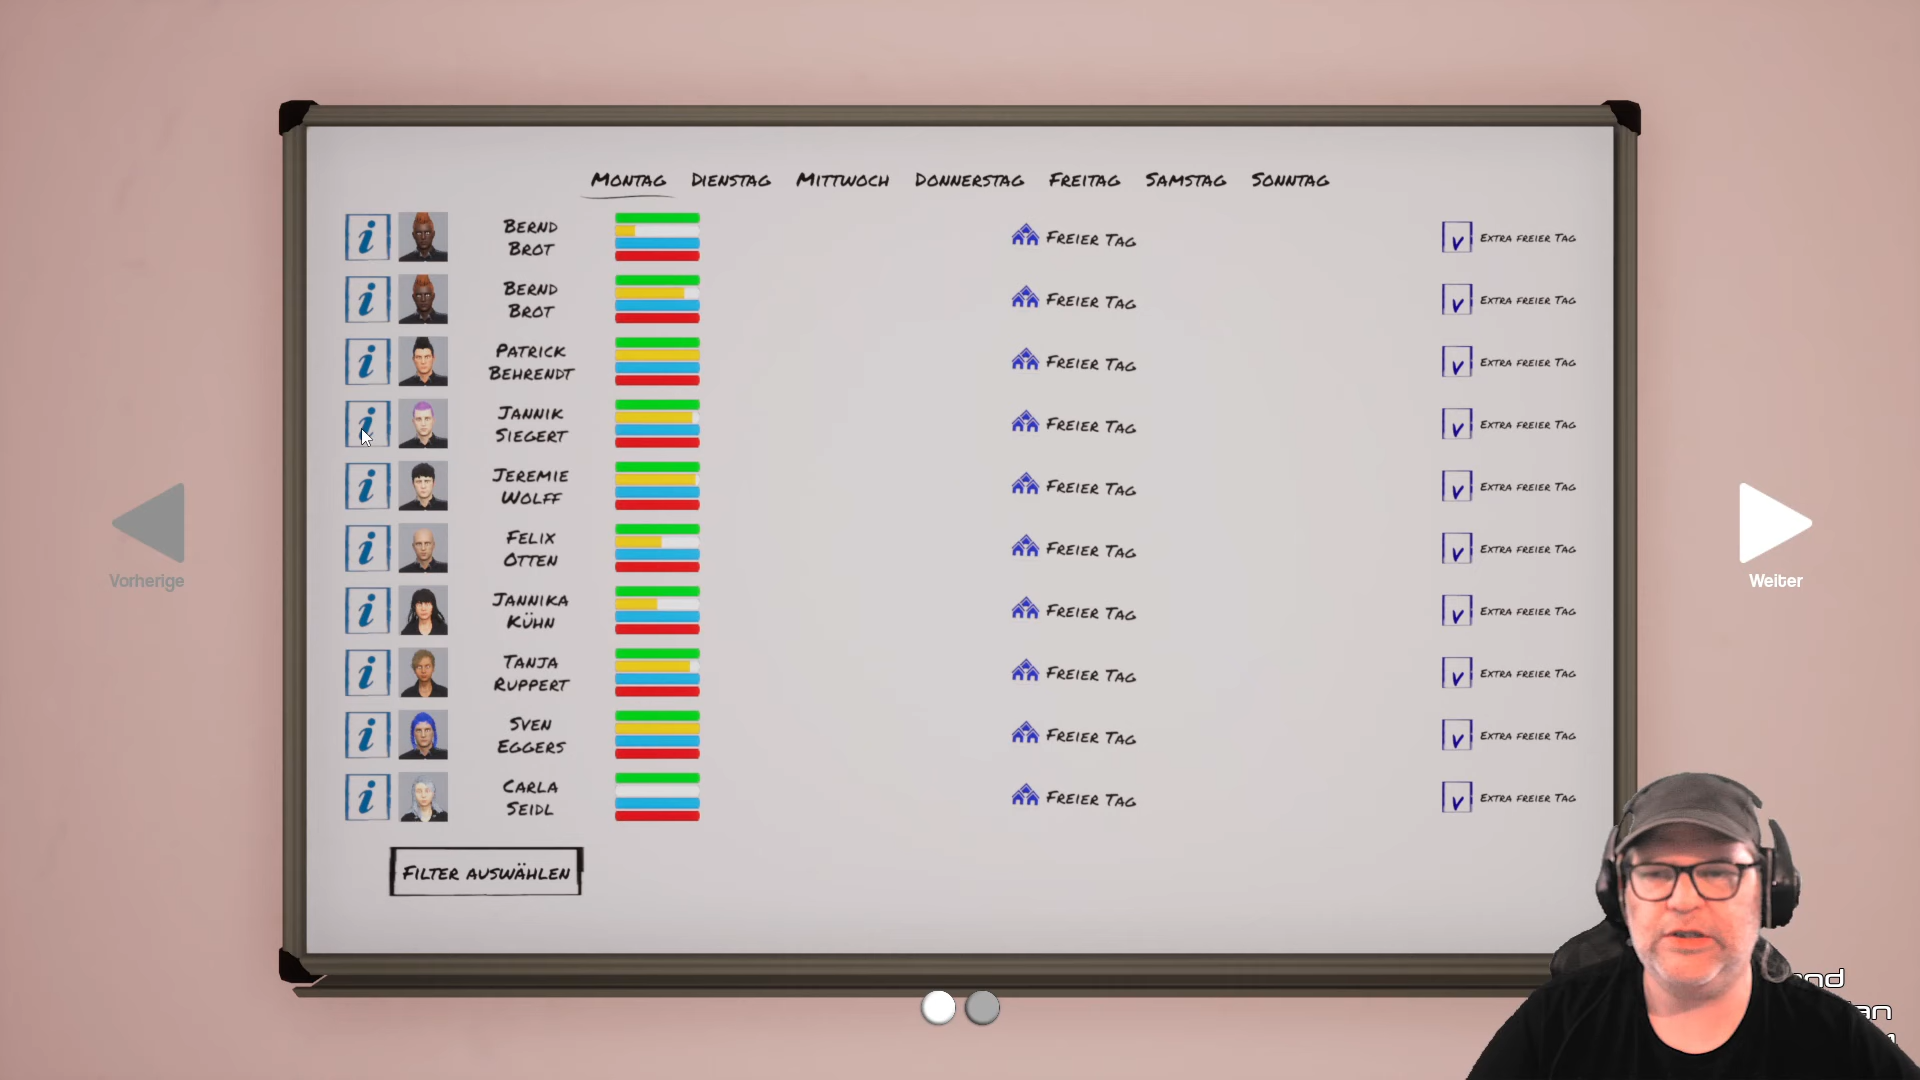 Montag Dienstag Mittwoch Donnerstag Freitag Samstag Sonntag
i Bernd Brot Freier Tag v Extra freier Tag
i Bernd Brot Freier Tag v Extra freier Tag
i Patrick Behrendt Freier Tag v Extra freier Tag
i Jannik Siegert Freier Tag v Extra freier Tag
i Jeremie Wolff Freier Tag v Extra freier Tag
i Felix Otten Freier Tag v Extra freier Tag
i Jannika Kühn Freier Tag v Extra freier Tag
i Tanja Ruppert Freier Tag v Extra freier Tag
i Sven Eggers Freier Tag v Extra freier Tag
i Carla Seidl Freier Tag v Extra freier Tag
Vorherige
Weiter
Filter auswählen